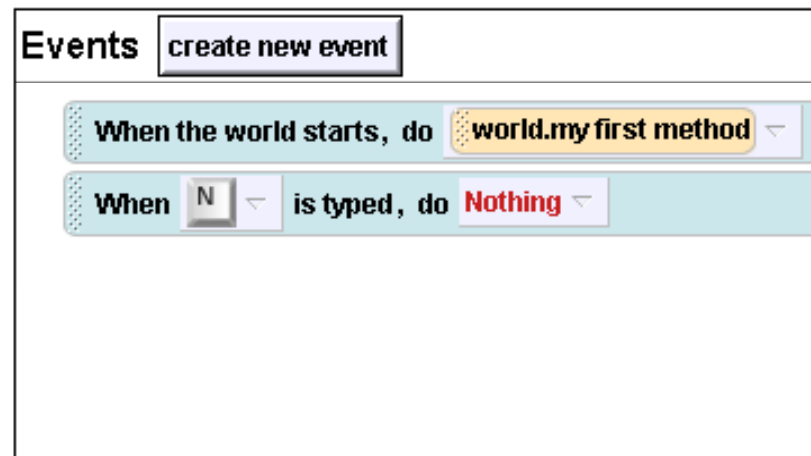 Events create new event
When the world starts, do world.my first method
When N is typed, do Nothing